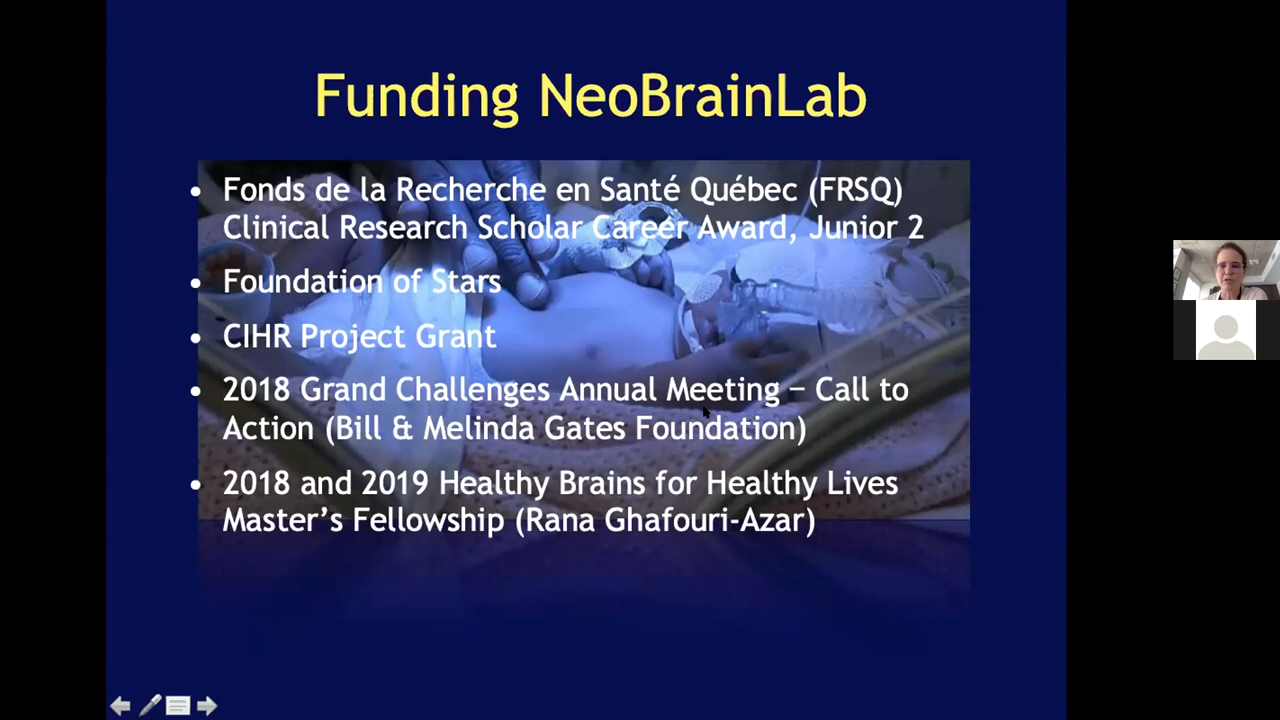 Funding NeoBrainLab
• Fonds de la Recherche en Santé Québec (FRSQ)
Clinical Research Scholar Career Award, Junior 2
• Foundation of Stars
• CIHR Project Grant
• 2018 Grand Challenges Annual Meeting – Call to
Action (Bill & Melinda Gates Foundation)
• 2018 and 2019 Healthy Brains for Healthy Lives
Master’s Fellowship (Rana Ghafouri-Azar)